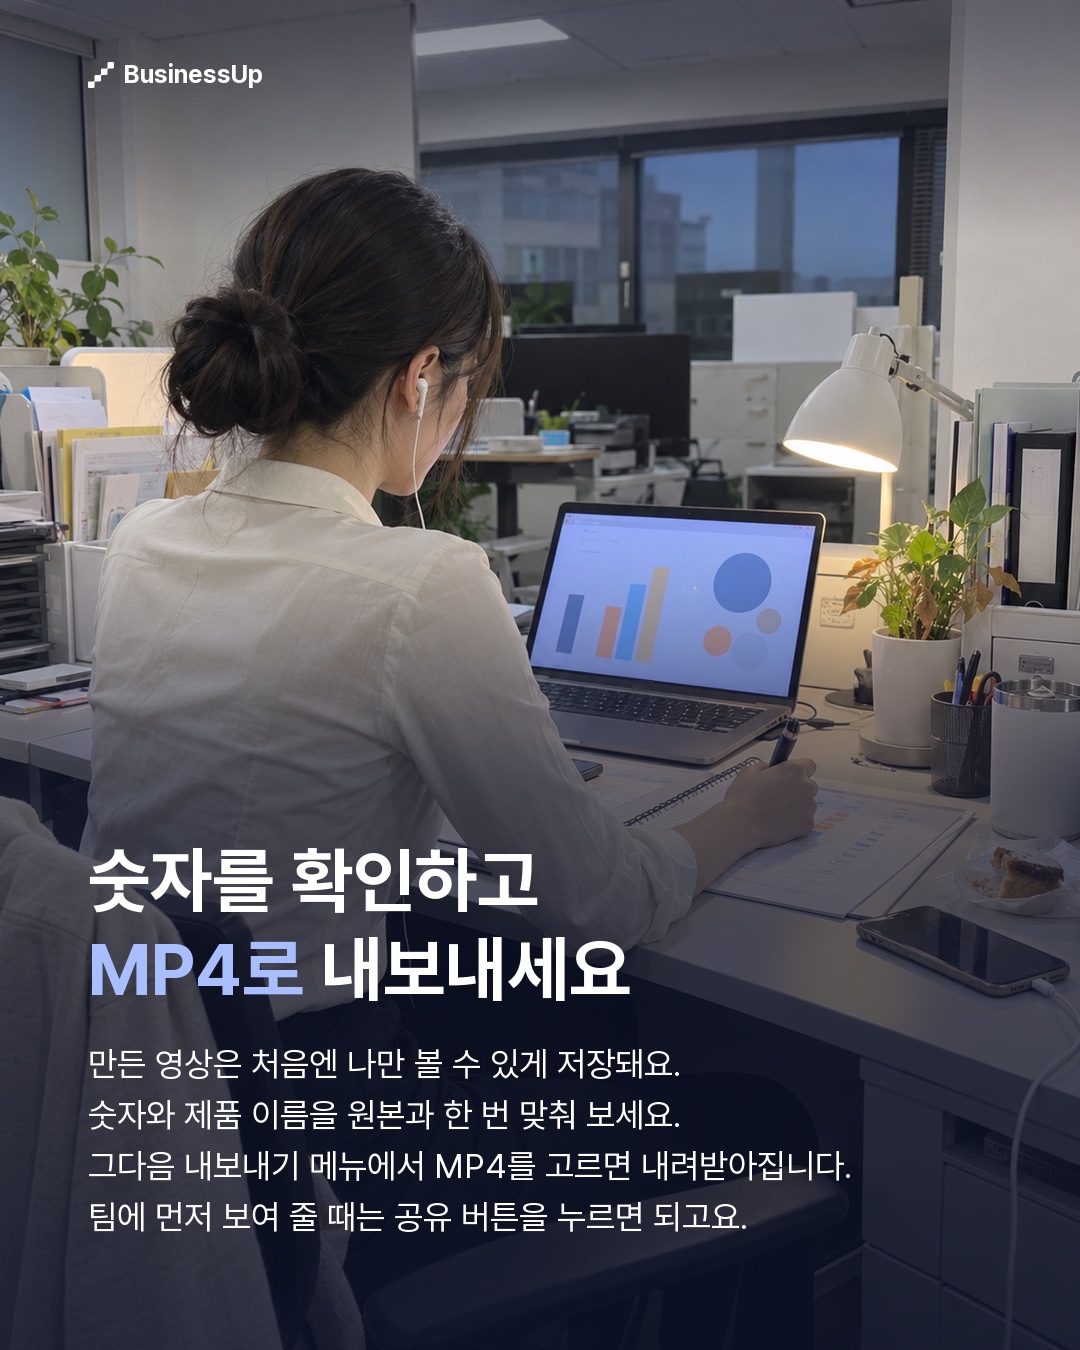 BusinessUp
숫자를 확인하고
MP4로 내보내세요
만든 영상은 처음엔 나만 볼 수 있게 저장돼요.
숫자와 제품 이름을 원본과 한 번 맞춰 보세요.
그다음 내보내기 메뉴에서 MP4를 고르면 내려받아집니다.
팀에 먼저 보여 줄 때는 공유 버튼을 누르면 되고요.